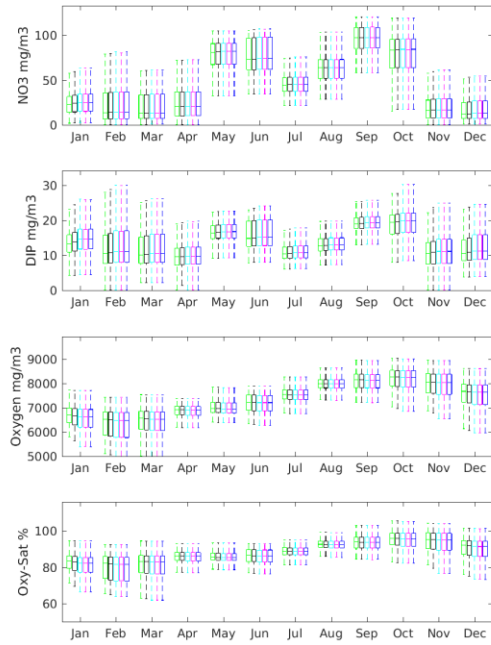 100
50
0
NO3 mg/m3
Jan Feb Mar Apr May Jun Jul Aug Sep Oct Nov Dec
30
20
10
0
DIP mg/m3
Jan Feb Mar Apr May Jun Jul Aug Sep Oct Nov Dec
9000
8000
7000
6000
5000
Oxygen mg/m3
Jan Feb Mar Apr May Jun Jul Aug Sep Oct Nov Dec
100
80
60
Oxy-Sat %
Jan Feb Mar Apr May Jun Jul Aug Sep Oct Nov Dec